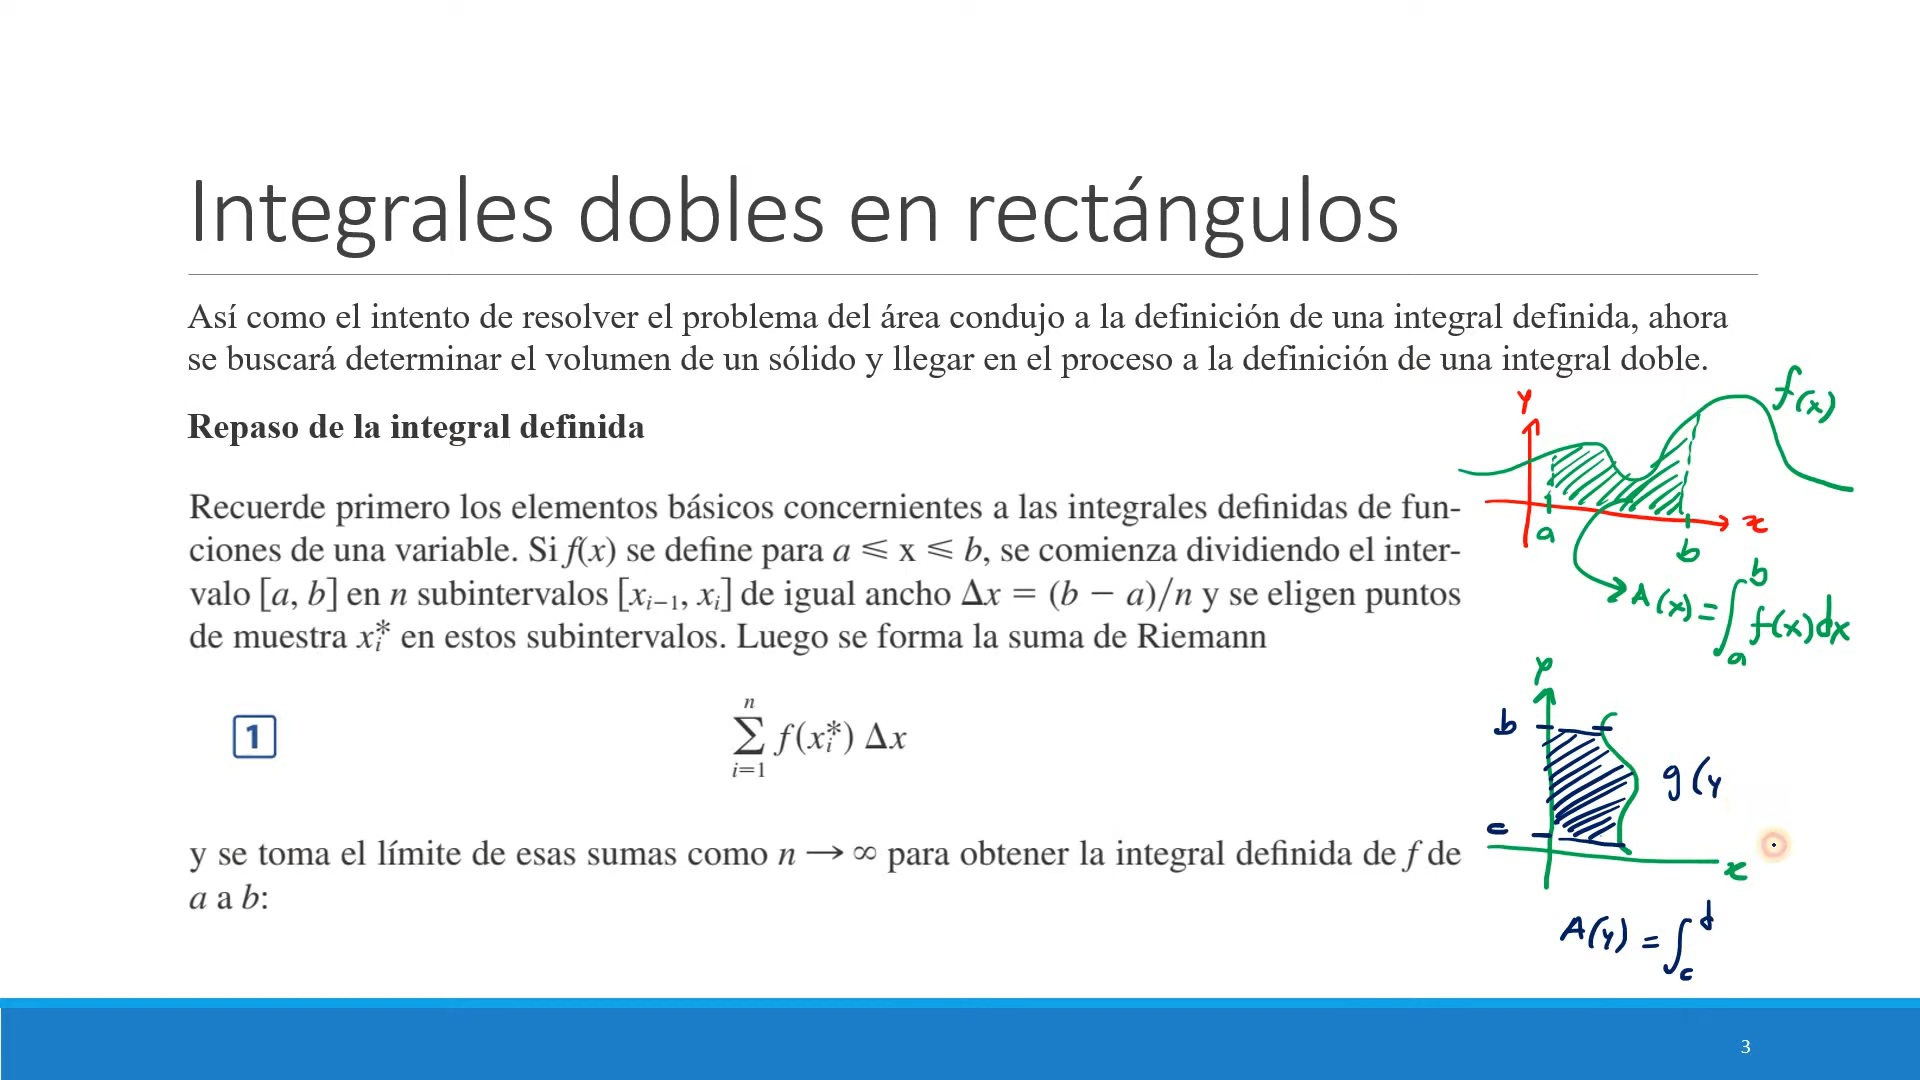 Integrales dobles en rectángulos
Así como el intento de resolver el problema del área condujo a la definición de una integral definida, ahora
se buscará determinar el volumen de un sólido y llegar en el proceso a la definición de una integral doble.
Repaso de la integral definida
Recuerde primero los elementos básicos concernientes a las integrales definidas de fun-
ciones de una variable. Si f(x) se define para a ⩽ x ⩽ b, se comienza dividiendo el inter-
valo [a, b] en n subintervalos [xᵢ₋₁, xᵢ] de igual ancho Δx = (b − a)/n y se eligen puntos
de muestra xᵢ* en estos subintervalos. Luego se forma la suma de Riemann
1
n
∑ f(xᵢ*) Δx
i=1
y se toma el límite de esas sumas como n → ∞ para obtener la integral definida de f de
a a b:
f(x)
y
x
a
b
A(x) = ∫ₐᵇ f(x)dx
y
b
g(y
c
x
A(y) = ∫
d
c
3